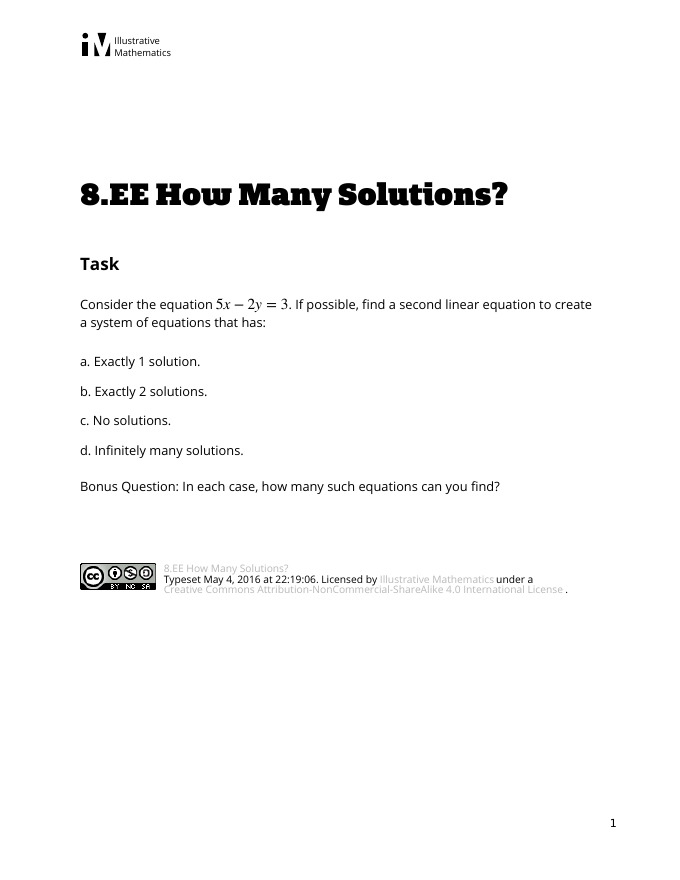 Illustrative
Mathematics
8.EE How Many Solutions?
Task
Consider the equation 5x − 2y = 3. If possible, find a second linear equation to create
a system of equations that has:
a. Exactly 1 solution.
b. Exactly 2 solutions.
c. No solutions.
d. Infinitely many solutions.
Bonus Question: In each case, how many such equations can you find?
cc BY NC SA
8.EE How Many Solutions?
Typeset May 4, 2016 at 22:19:06. Licensed by Illustrative Mathematics under a
Creative Commons Attribution-NonCommercial-ShareAlike 4.0 International License .
1